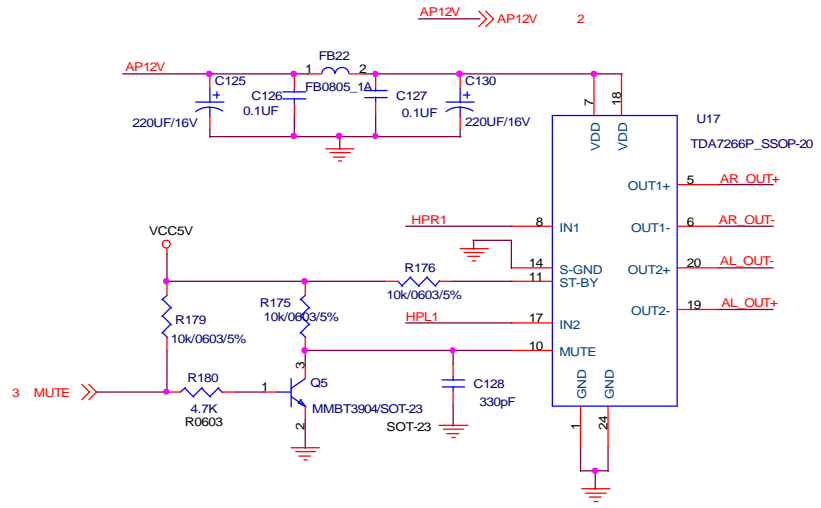 AP12V AP12V 2
FB22
AP12V 1 2
C125 C130
C126 FB0805_1A C127
0.1UF 0.1UF
220UF/16V 220UF/16V
7 18
VDD VDD
U17
TDA7266P_SSOP-20
OUT1+ 5 AR_OUT+
HPR1 8 IN1 OUT1- 6 AR_OUT-
VCC5V
14 S-GND OUT2+ 20 AL_OUT-
R176 11 ST-BY
10k/0603/5%
R175
10k/0603/5%
R179
10k/0603/5%
HPL1 17 IN2 OUT2- 19 AL_OUT+
10 MUTE
3 Q5
3 MUTE R180 1
4.7K
R0603
MMBT3904/SOT-23
2
SOT-23
C128
330pF
GND GND
1 24